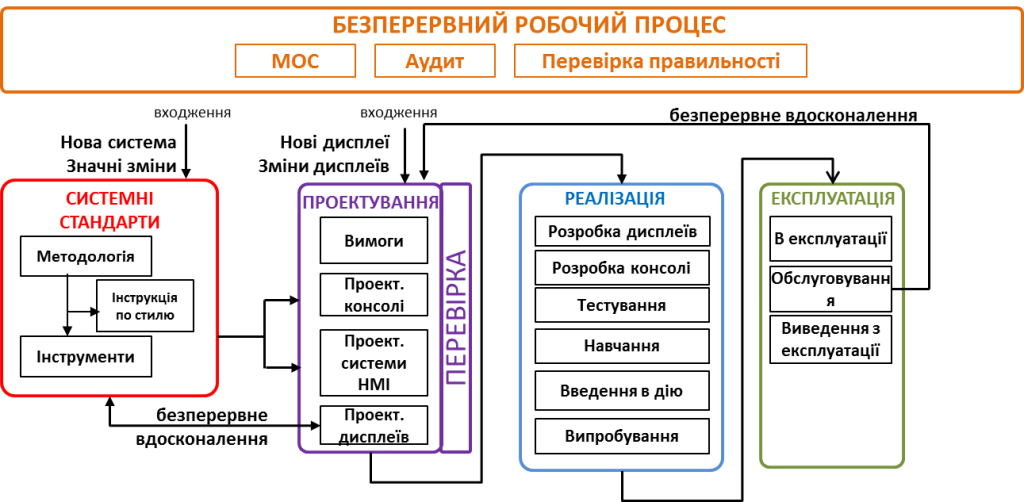 БЕЗПЕРЕРВНИЙ РОБОЧИЙ ПРОЦЕС
МОС
Аудит
Перевірка правильності
входження
входження
безперервне вдосконалення
Нова система
Значні зміни
Нові дисплеї
Зміни дисплеїв
СИСТЕМНІ
СТАНДАРТИ
Методологія
Інструкція
по стилю
Інструменти
безперервне
вдосконалення
ПРОЕКТУВАННЯ
Вимоги
Проект.
консолі
Проект.
системи
НМІ
Проект.
дисплеїв
ПЕРЕВІРКА
РЕАЛІЗАЦІЯ
Розробка дисплеїв
Розробка консолі
Тестування
Навчання
Введення в дію
Випробування
ЕКСПЛУАТАЦІЯ
В експлуатації
Обслуговуванн
я
Виведення з
експлуатації